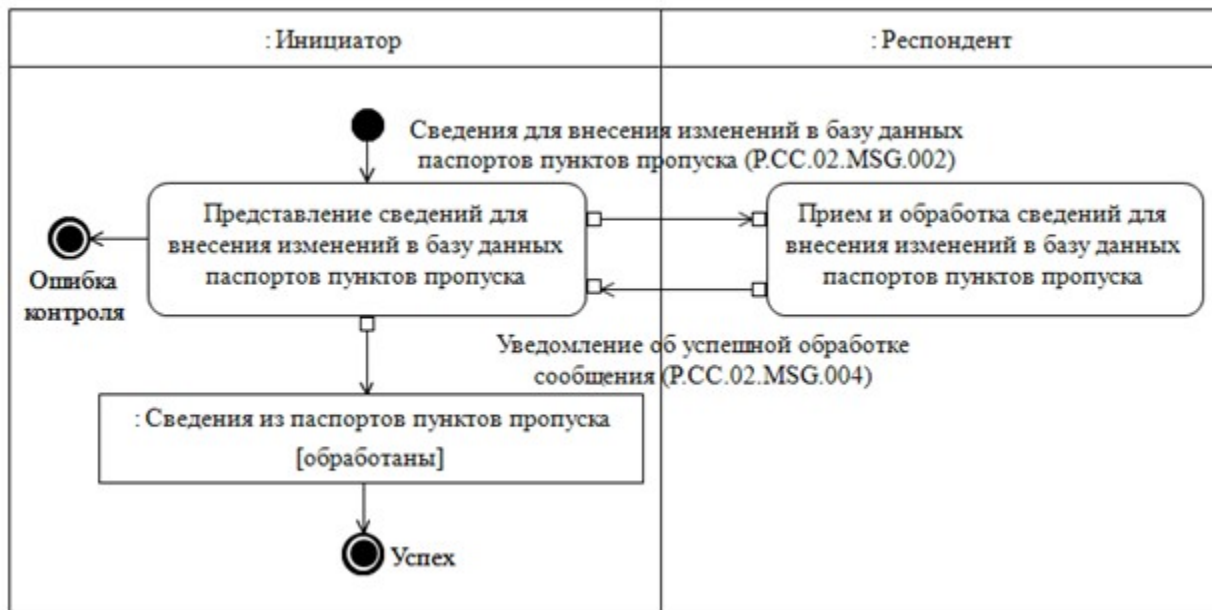 : Инициатор
: Респондент
Сведения для внесения изменений в базу данных
паспортов пунктов пропуска (P.CC.02.MSG.002)
Представление сведений для
внесения изменений в базу данных
паспортов пунктов пропуска
Прием и обработка сведений для
внесения изменений в базу данных
паспортов пунктов пропуска
Ошибка
контроля
Уведомление об успешной обработке
сообщения (P.CC.02.MSG.004)
: Сведения из паспортов пунктов пропуска
[обработаны]
Успех